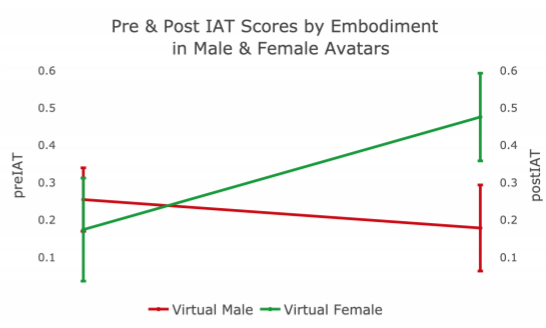 Pre & Post IAT Scores by Embodiment
in Male & Female Avatars
0.6 0.6
0.5 0.5
0.4 0.4
0.3 0.3
0.2 0.2
0.1 0.1
preIAT
postIAT
Virtual Male Virtual Female